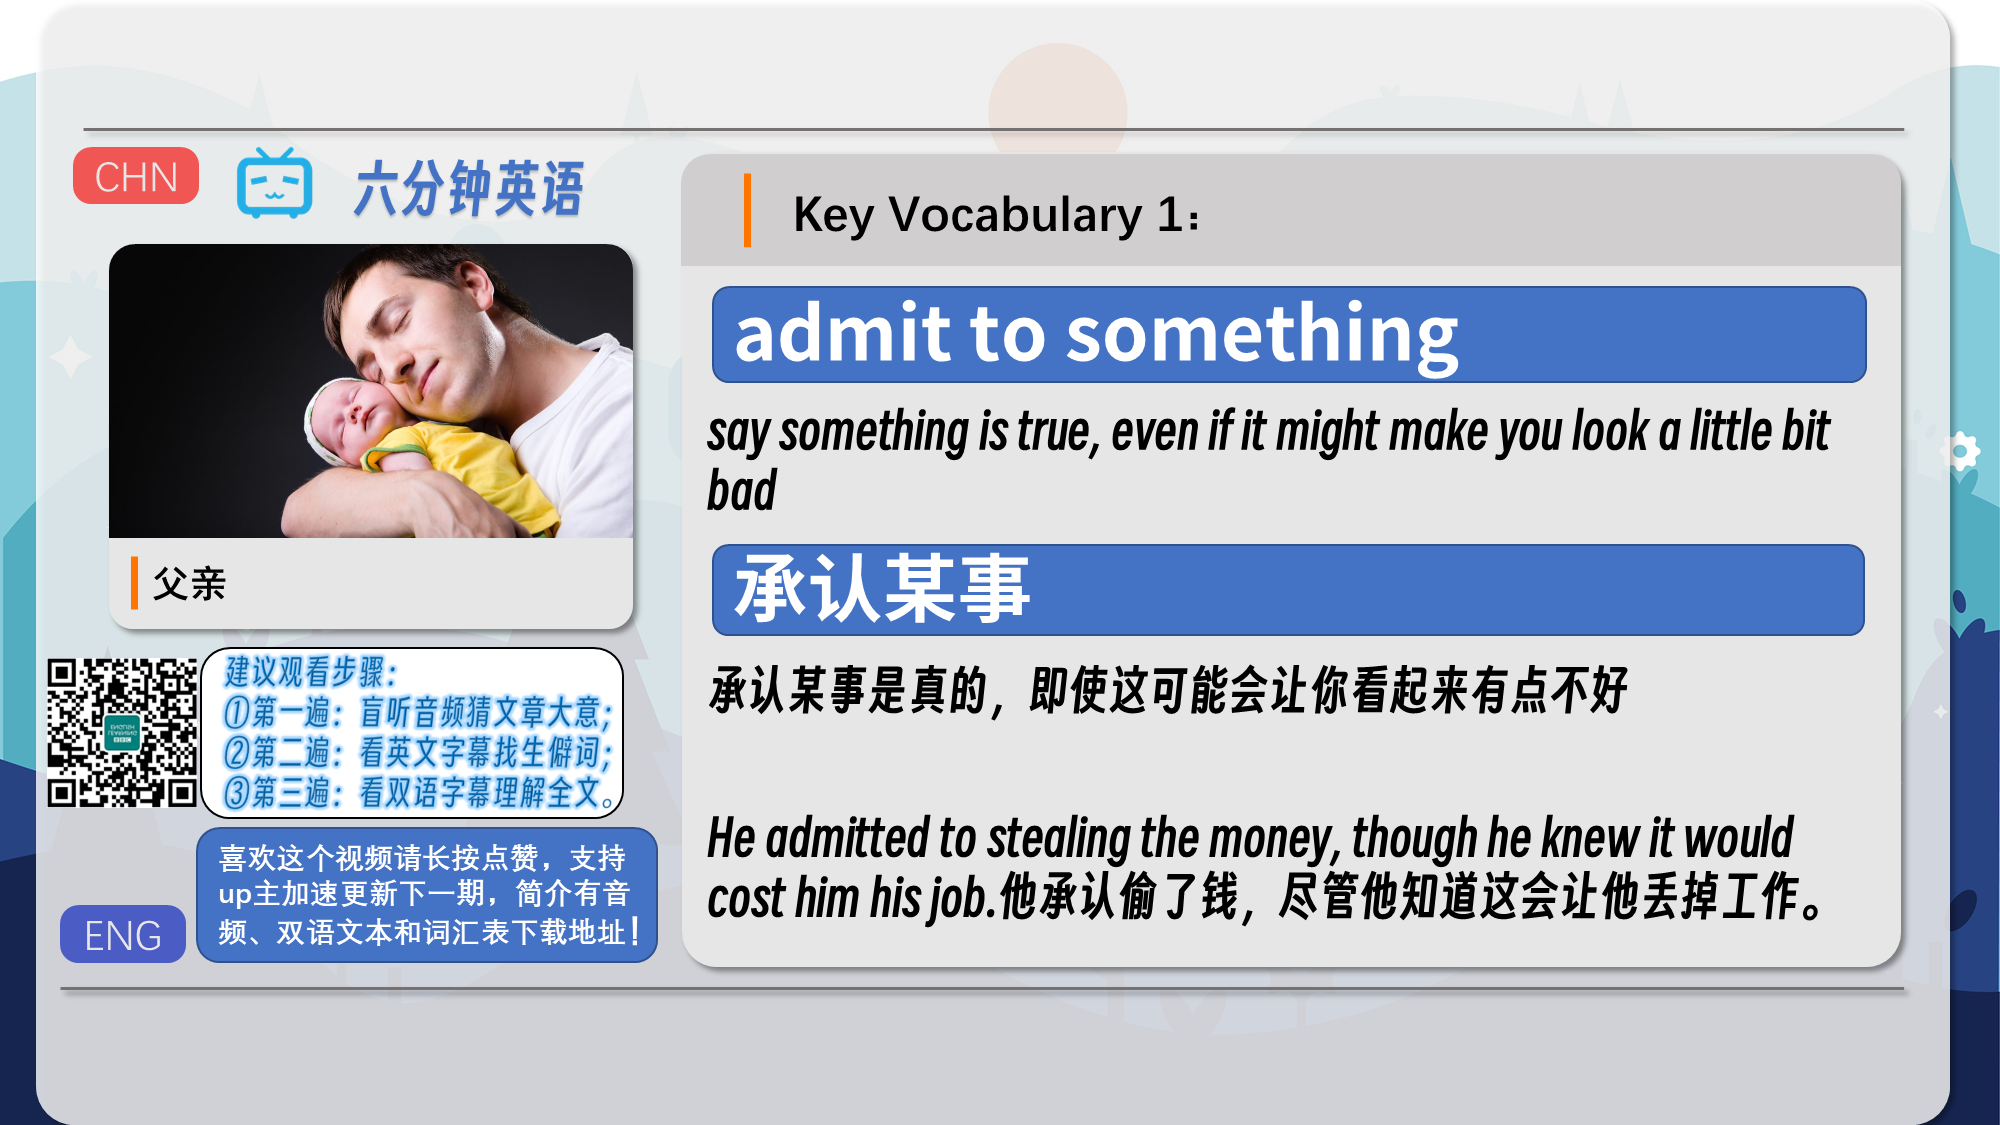 CHN
六分钟英语
父亲
建议观看步骤：
①第一遍：盲听音频猜文章大意；
②第二遍：看英文字幕找生僻词；
③第三遍：看双语字幕理解全文。
喜欢这个视频请长按点赞，支持
up主加速更新下一期，简介有音
频、双语文本和词汇表下载地址！
ENG
Key Vocabulary 1：
admit to something
say something is true, even if it might make you look a little bit
bad
承认某事
承认某事是真的，即使这可能会让你看起来有点不好
He admitted to stealing the money, though he knew it would
cost him his job.他承认偷了钱，尽管他知道这会让他丢掉工作。